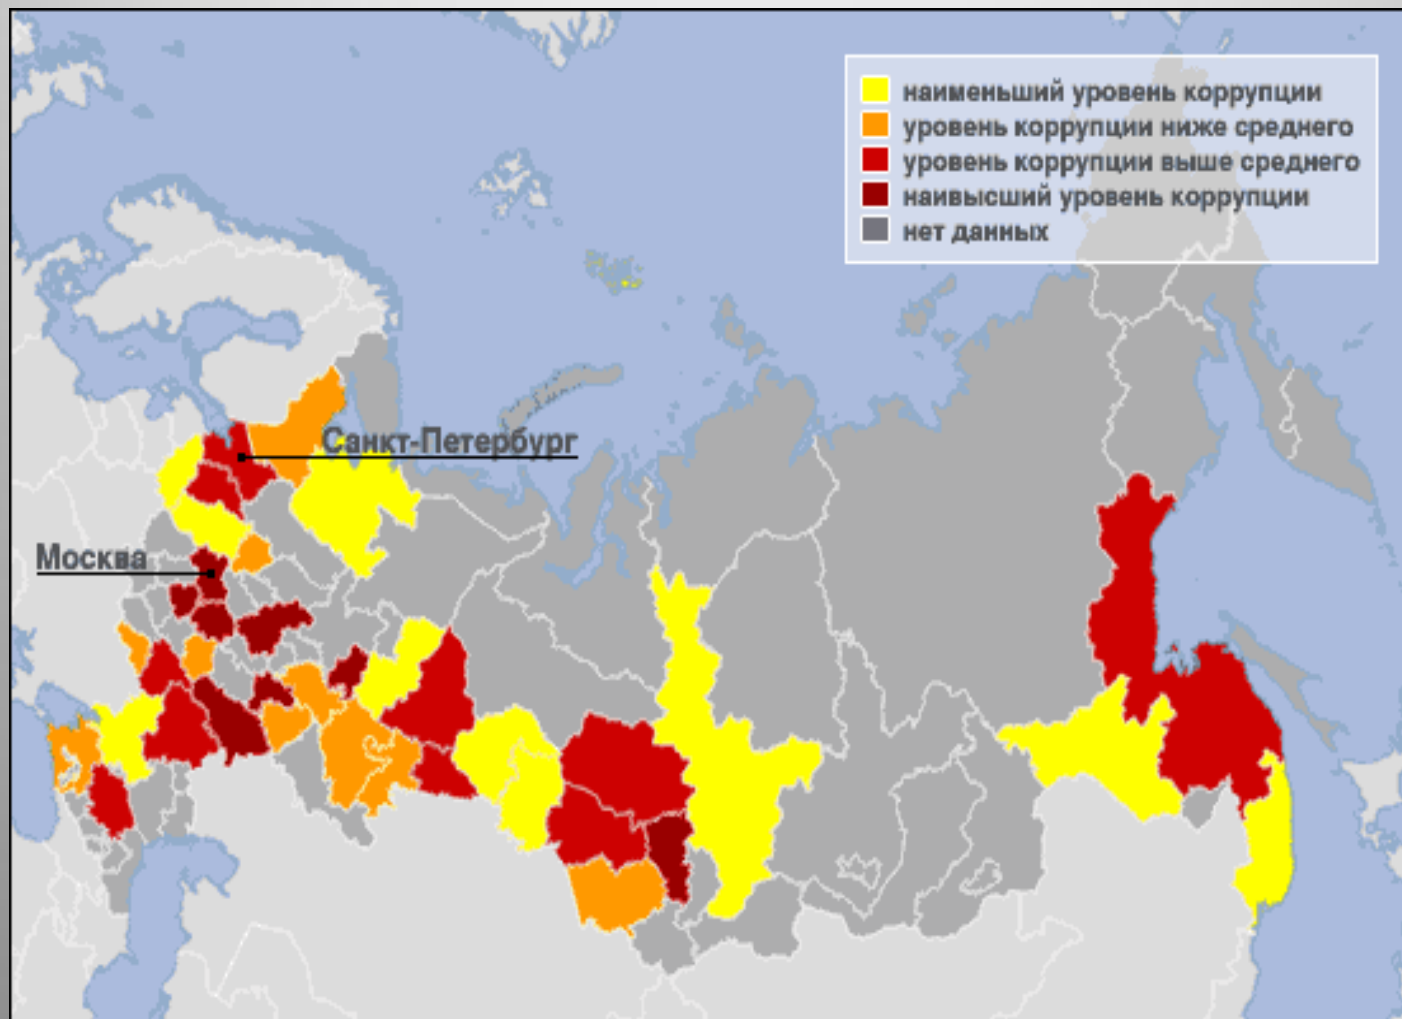 наименьший уровень коррупции
уровень коррупции ниже среднего
уровень коррупции выше среднего
наивысший уровень коррупции
нет данных
Санкт-Петербург
Москва